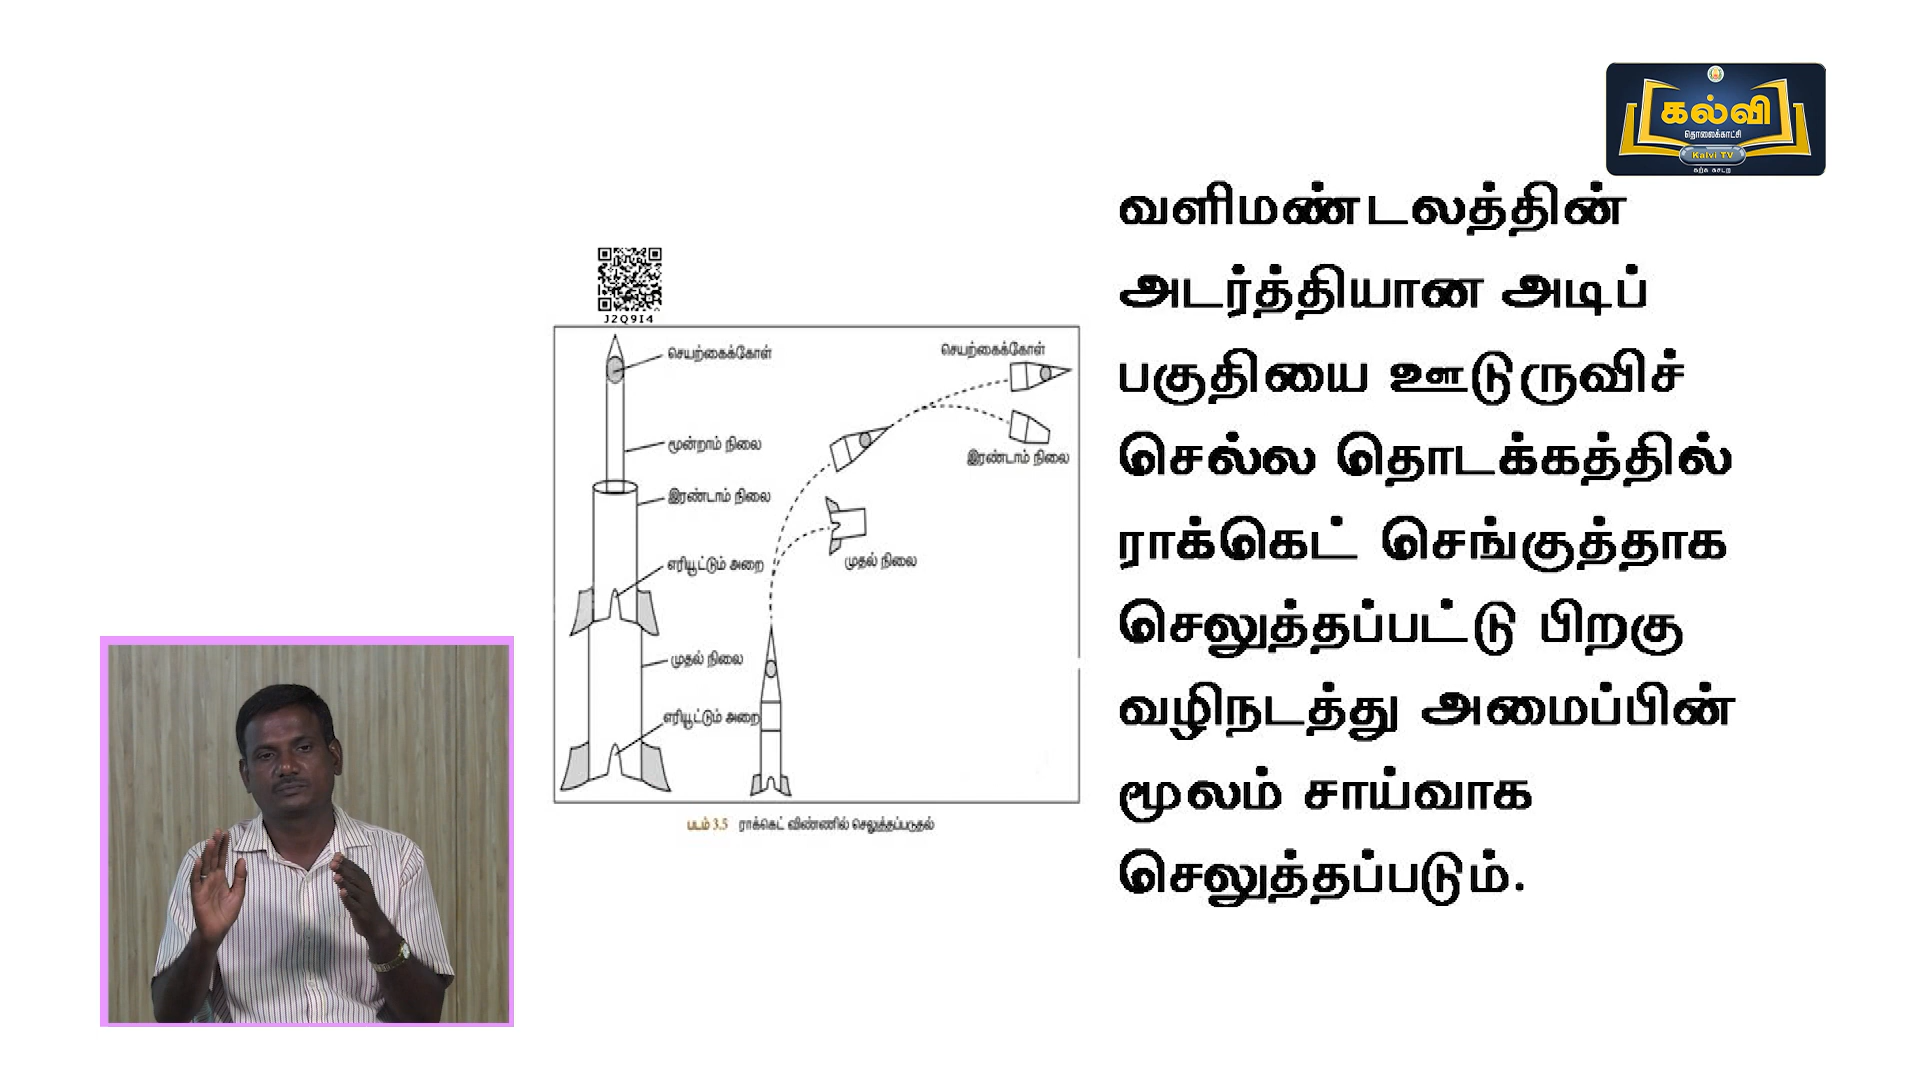 கல்வி
தொலைக்காட்சி
Kalvi TV
கற்க கசடற
வளிமண்டலத்தின்
அடர்த்தியான அடிப்
பகுதியை ஊடுருவிச்
செல்ல தொடக்கத்தில்
ராக்கெட் செங்குத்தாக
செலுத்தப்பட்டு பிறகு
வழிநடத்து அமைப்பின்
மூலம் சாய்வாக
செலுத்தப்படும்.
J2Q9I4
செயற்கைக்கோள்
மூன்றாம் நிலை
இரண்டாம் நிலை
எரியூட்டும் அறை
முதல் நிலை
எரியூட்டும் அறை
செயற்கைக்கோள்
இரண்டாம் நிலை
முதல் நிலை
படம் 3.5 ராக்கெட் விண்ணில் செலுத்தப்படுதல்